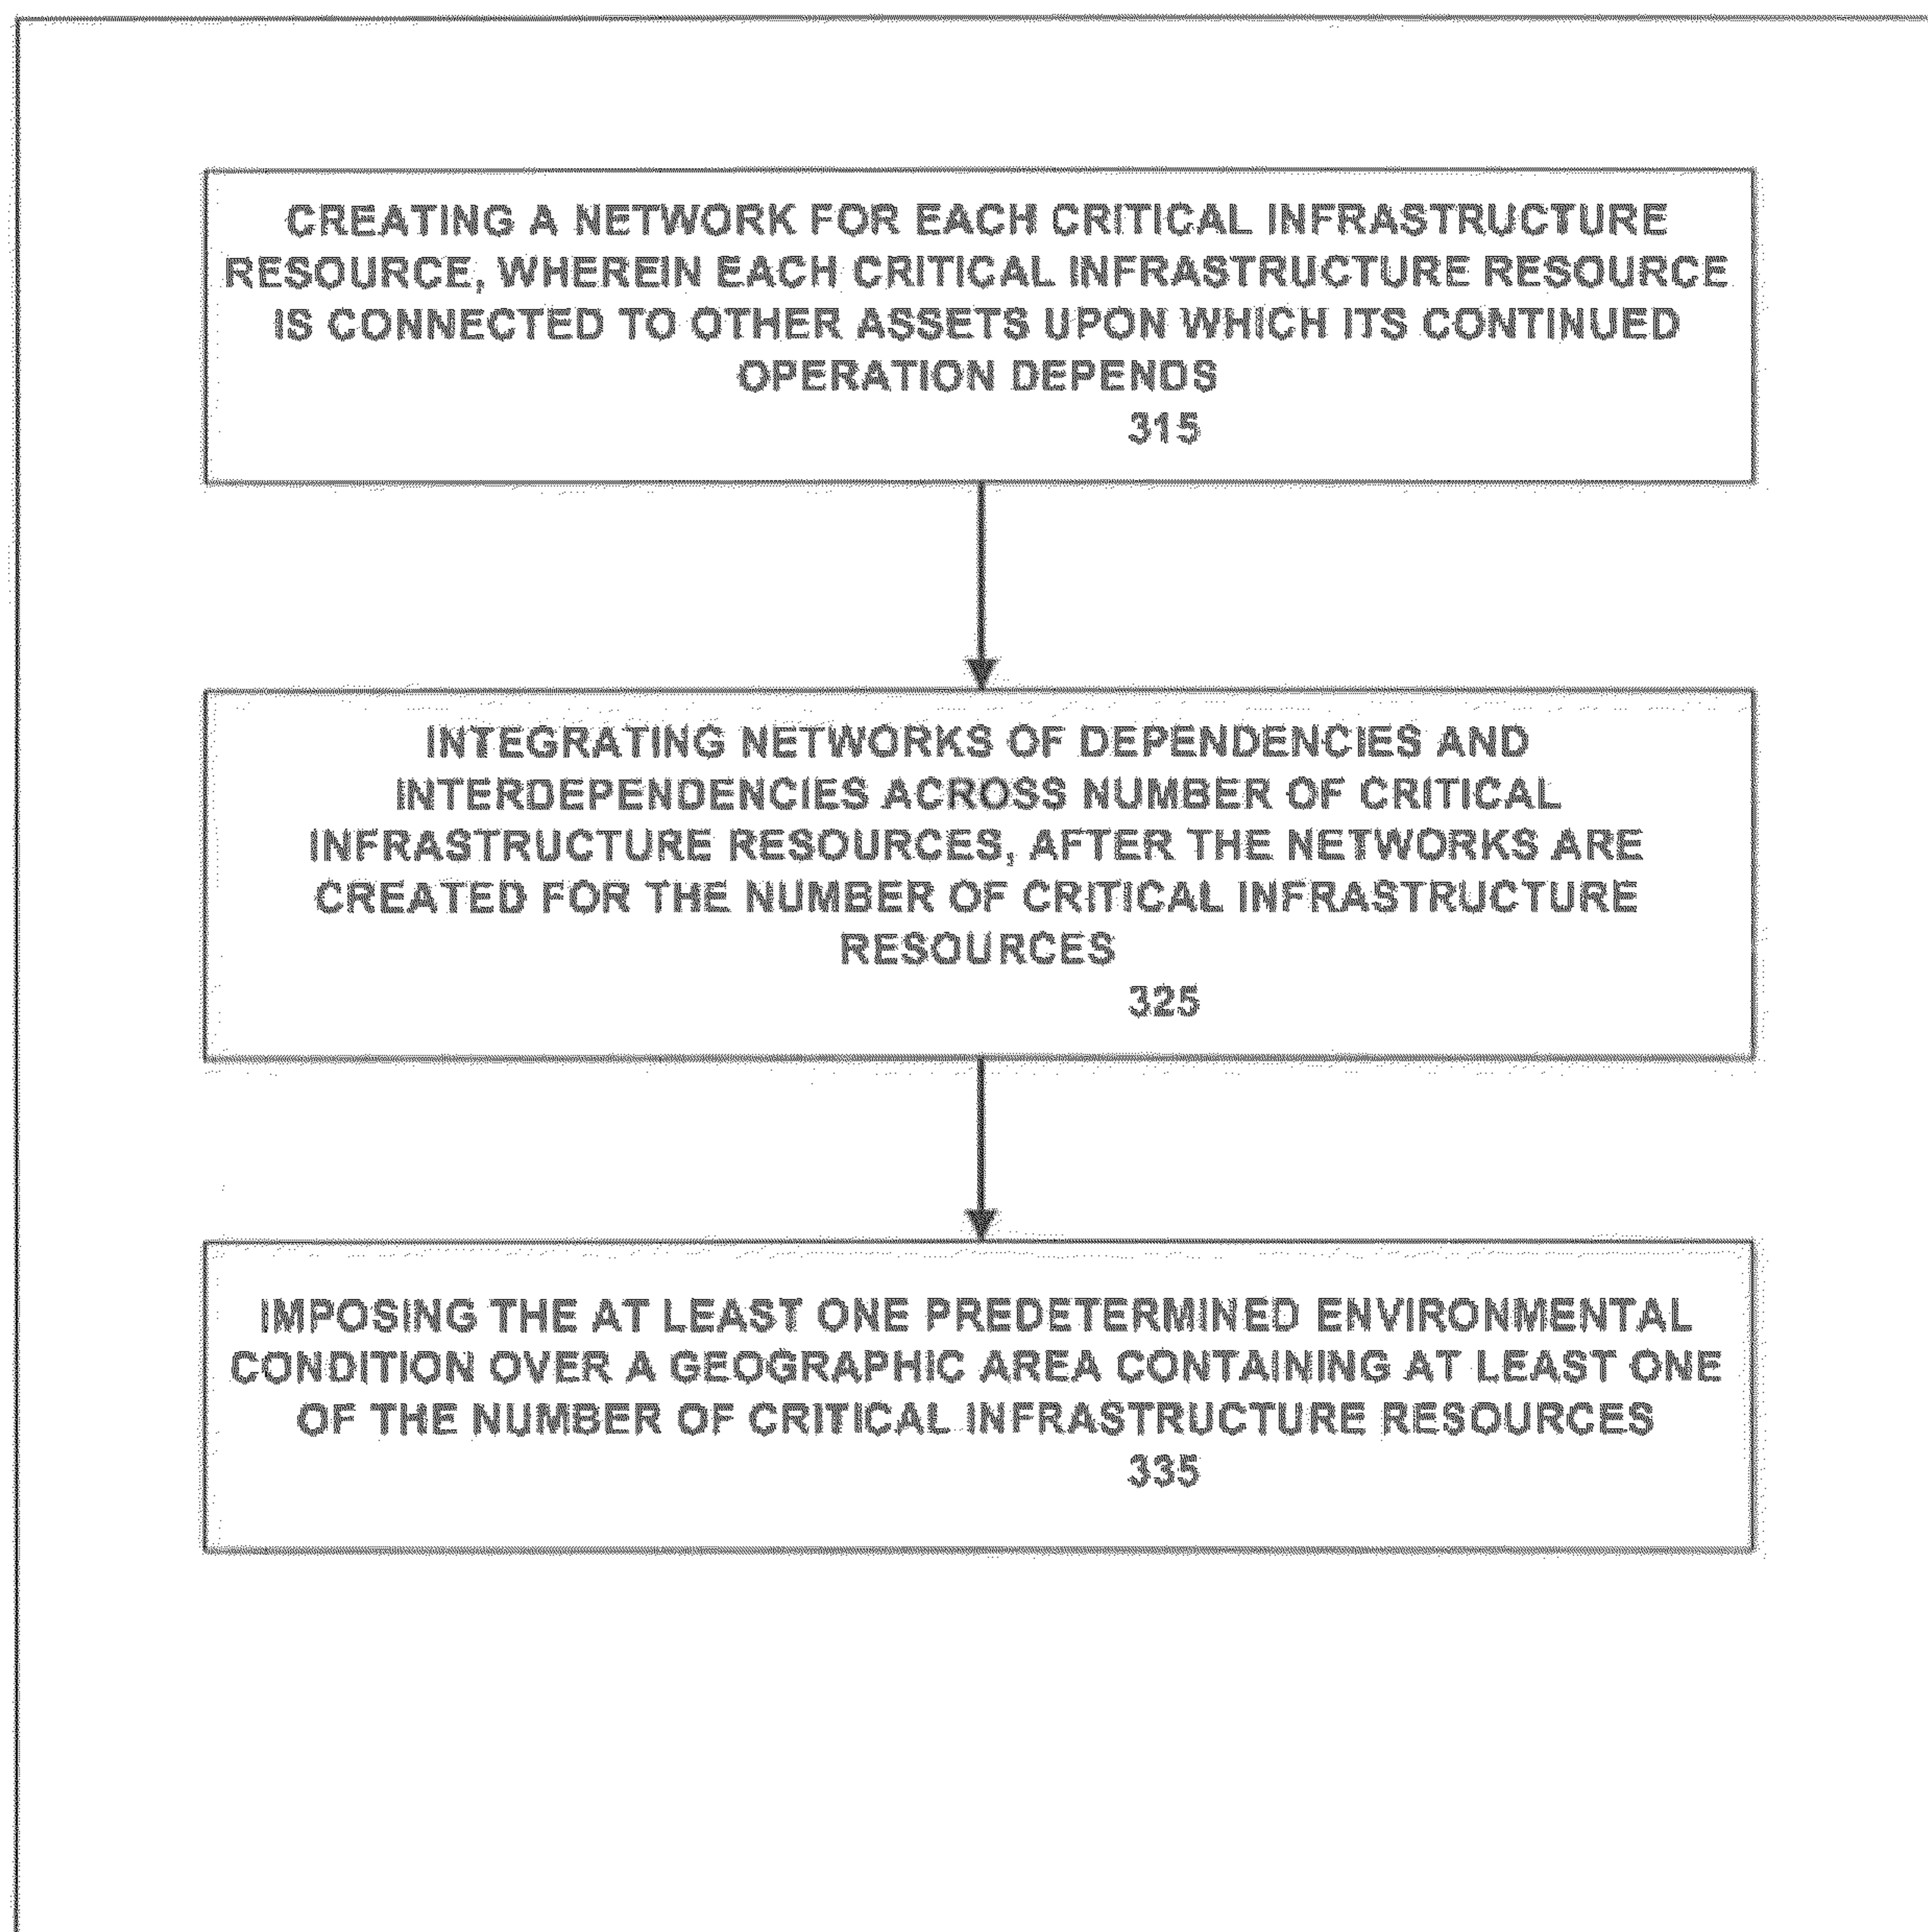 CREATING A NETWORK FOR EACH CRITICAL INFRASTRUCTURE
RESOURCE, WHEREIN EACH CRITICAL INFRASTRUCTURE RESOURCE
IS CONNECTED TO OTHER ASSETS UPON WHICH ITS CONTINUED
OPERATION DEPENDS
315
INTEGRATING NETWORKS OF DEPENDENCIES AND
INTERDEPENDENCIES ACROSS NUMBER OF CRITICAL
INFRASTRUCTURE RESOURCES, AFTER THE NETWORKS ARE
CREATED FOR THE NUMBER OF CRITICAL INFRASTRUCTURE
RESOURCES
325
IMPOSING THE AT LEAST ONE PREDETERMINED ENVIRONMENTAL
CONDITION OVER A GEOGRAPHIC AREA CONTAINING AT LEAST ONE
OF THE NUMBER OF CRITICAL INFRASTRUCTURE RESOURCES
335